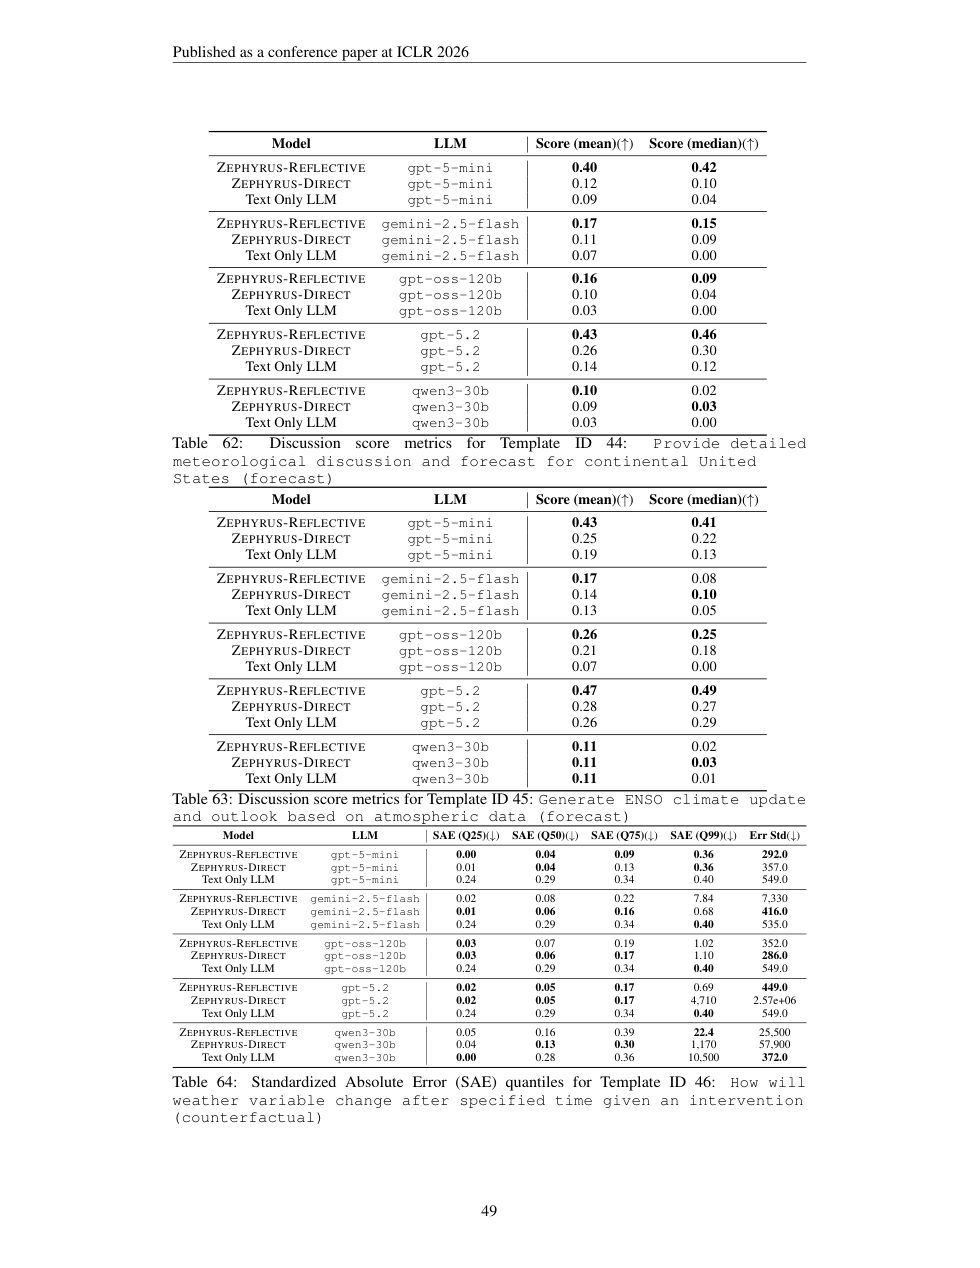 Published as a conference paper at ICLR 2026
Model LLM Score (mean)(↑) Score (median)(↑)
ZEPHYRUS-REFLECTIVE gpt-5-mini 0.40 0.42
ZEPHYRUS-DIRECT gpt-5-mini 0.12 0.10
Text Only LLM gpt-5-mini 0.09 0.04
ZEPHYRUS-REFLECTIVE gemini-2.5-flash 0.17 0.15
ZEPHYRUS-DIRECT gemini-2.5-flash 0.11 0.09
Text Only LLM gemini-2.5-flash 0.07 0.00
ZEPHYRUS-REFLECTIVE gpt-oss-120b 0.16 0.09
ZEPHYRUS-DIRECT gpt-oss-120b 0.10 0.04
Text Only LLM gpt-oss-120b 0.03 0.00
ZEPHYRUS-REFLECTIVE gpt-5.2 0.43 0.46
ZEPHYRUS-DIRECT gpt-5.2 0.26 0.30
Text Only LLM gpt-5.2 0.14 0.12
ZEPHYRUS-REFLECTIVE qwen3-30b 0.10 0.02
ZEPHYRUS-DIRECT qwen3-30b 0.09 0.03
Text Only LLM qwen3-30b 0.03 0.00
Table 62: Discussion score metrics for Template ID 44: Provide detailed
meteorological discussion and forecast for continental United
States (forecast)
Model LLM Score (mean)(↑) Score (median)(↑)
ZEPHYRUS-REFLECTIVE gpt-5-mini 0.43 0.41
ZEPHYRUS-DIRECT gpt-5-mini 0.25 0.22
Text Only LLM gpt-5-mini 0.19 0.13
ZEPHYRUS-REFLECTIVE gemini-2.5-flash 0.17 0.08
ZEPHYRUS-DIRECT gemini-2.5-flash 0.14 0.10
Text Only LLM gemini-2.5-flash 0.13 0.05
ZEPHYRUS-REFLECTIVE gpt-oss-120b 0.26 0.25
ZEPHYRUS-DIRECT gpt-oss-120b 0.21 0.18
Text Only LLM gpt-oss-120b 0.07 0.00
ZEPHYRUS-REFLECTIVE gpt-5.2 0.47 0.49
ZEPHYRUS-DIRECT gpt-5.2 0.28 0.27
Text Only LLM gpt-5.2 0.26 0.29
ZEPHYRUS-REFLECTIVE qwen3-30b 0.11 0.02
ZEPHYRUS-DIRECT qwen3-30b 0.11 0.03
Text Only LLM qwen3-30b 0.11 0.01
Table 63: Discussion score metrics for Template ID 45: Generate ENSO climate update
and outlook based on atmospheric data (forecast)
Model LLM SAE (Q25)(↓) SAE (Q50)(↓) SAE (Q75)(↓) SAE (Q99)(↓) Err Std(↓)
ZEPHYRUS-REFLECTIVE gpt-5-mini 0.00 0.04 0.09 0.36 292.0
ZEPHYRUS-DIRECT gpt-5-mini 0.01 0.04 0.13 0.36 357.0
Text Only LLM gpt-5-mini 0.24 0.29 0.34 0.40 549.0
ZEPHYRUS-REFLECTIVE gemini-2.5-flash 0.02 0.08 0.22 7.84 7,330
ZEPHYRUS-DIRECT gemini-2.5-flash 0.01 0.06 0.16 0.68 416.0
Text Only LLM gemini-2.5-flash 0.24 0.29 0.34 0.40 535.0
ZEPHYRUS-REFLECTIVE gpt-oss-120b 0.03 0.07 0.19 1.02 352.0
ZEPHYRUS-DIRECT gpt-oss-120b 0.03 0.06 0.17 1.10 286.0
Text Only LLM gpt-oss-120b 0.24 0.29 0.34 0.40 549.0
ZEPHYRUS-REFLECTIVE gpt-5.2 0.02 0.05 0.17 0.69 449.0
ZEPHYRUS-DIRECT gpt-5.2 0.02 0.05 0.17 4,710 2.57e+06
Text Only LLM gpt-5.2 0.24 0.29 0.34 0.40 549.0
ZEPHYRUS-REFLECTIVE qwen3-30b 0.05 0.16 0.39 22.4 25,500
ZEPHYRUS-DIRECT qwen3-30b 0.04 0.13 0.30 1,170 57,900
Text Only LLM qwen3-30b 0.00 0.28 0.36 10,500 372.0
Table 64: Standardized Absolute Error (SAE) quantiles for Template ID 46: How will
weather variable change after specified time given an intervention
(counterfactual)
49